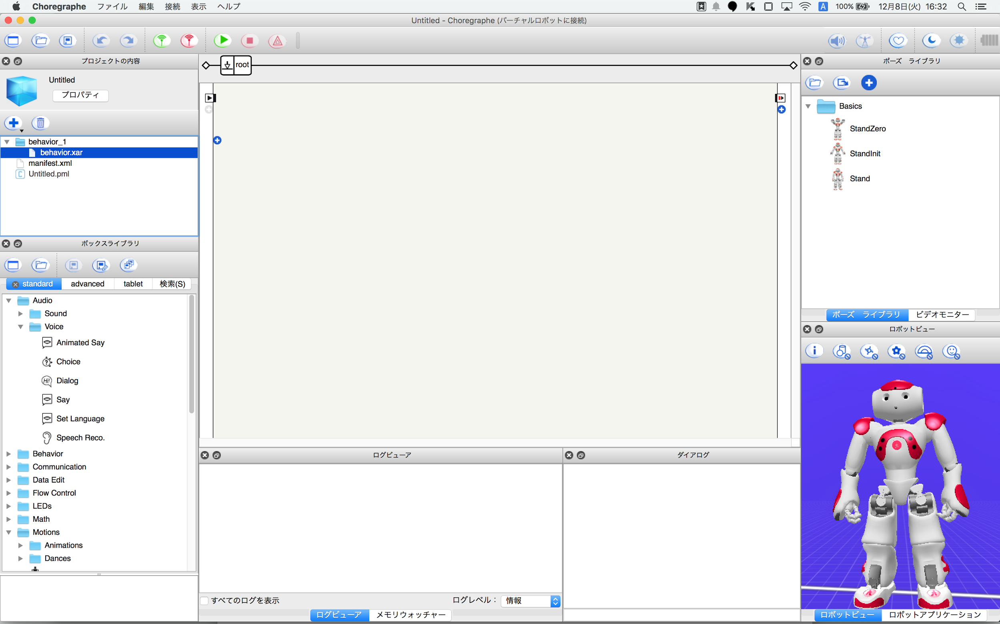 Choregraphe ファイル 編集 接続 表示 ヘルプ A 100% 12月8日(火) 16:32
Untitled - Choregraphe (バーチャルロボットに接続)
プロジェクトの内容
Untitled
プロパティ
behavior_1
behavior.xar
manifest.xml
C Untitled.pml
ボックスライブラリ
standard advanced tablet 検索(S)
Audio
Sound
Voice
Animated Say
? Choice
Hi! Dialog
Say
Set Language
Speech Reco.
Behavior
Communication
Data Edit
Flow Control
LEDs
Math
Motions
Animations
Dances
root
ログビューア
すべてのログを表示 ログレベル: 情報
ログビューア メモリウォッチャー
ダイアログ
ポーズ ライブラリ
Basics
StandZero
StandInit
Stand
ポーズ ライブラリ ビデオモニター
ロボットビュー
i
ロボットビュー ロボットアプリケーション